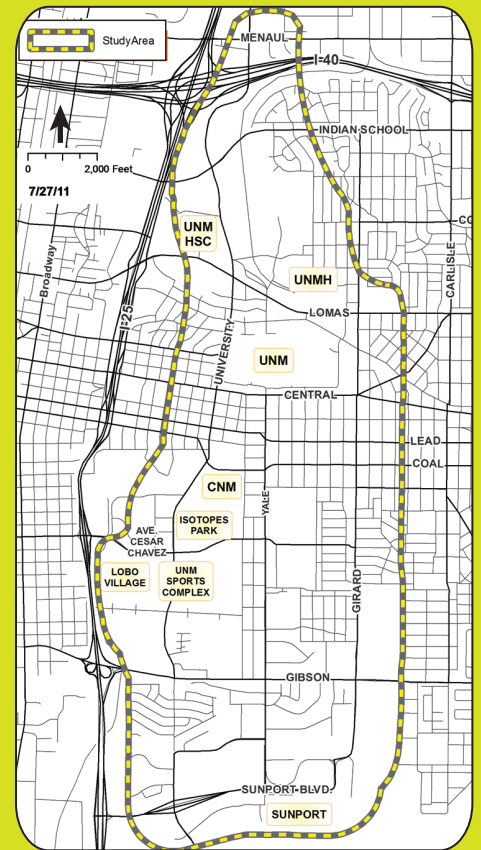 MENAUL
StudyArea
I-40
INDIAN SCHOOL
0 2,000 Feet
7/27/11
CO
UNM
HSC
Broadway
CARLISLE
UNMH
I-25
LOMAS
UNIVERSITY
UNM
CENTRAL
LEAD
COAL
CNM
YALE
ISOTOPES
PARK
AVE.
CESAR
CHAVEZ
LOBO
VILLAGE
UNM
SPORTS
COMPLEX
GIRARD
GIBSON
SUNPORT BLVD.
SUNPORT